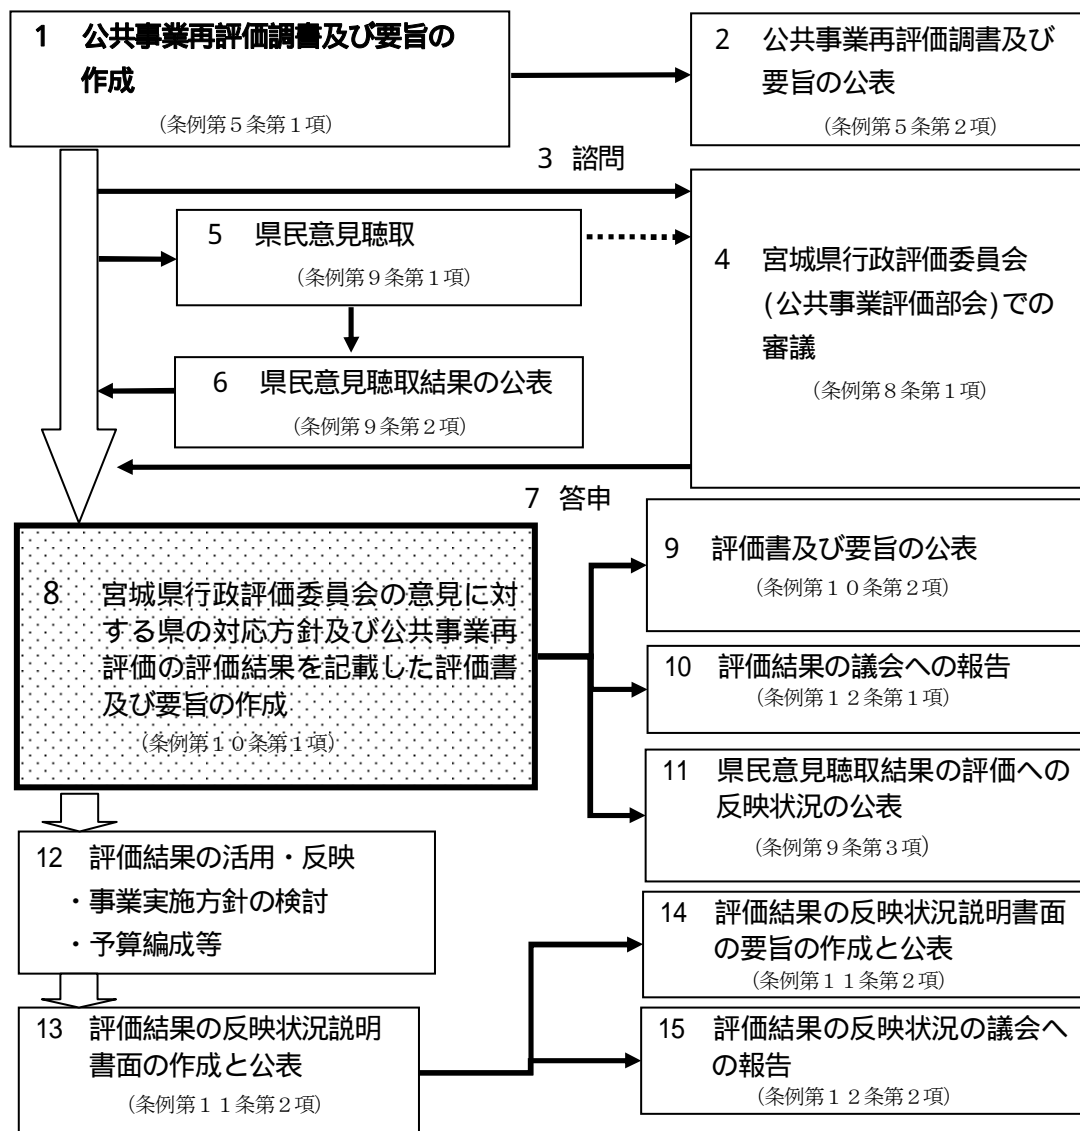 1 公共事業再評価調書及び要旨の
作成
(条例第５条第１項)
2 公共事業再評価調書及び
要旨の公表
(条例第５条第２項)
3 諮問
4 宮城県行政評価委員会
(公共事業評価部会)での
審議
(条例第８条第１項)
5 県民意見聴取
(条例第９条第１項)
6 県民意見聴取結果の公表
(条例第９条第２項)
7 答申
8 宮城県行政評価委員会の意見に対
する県の対応方針及び公共事業再
評価の評価結果を記載した評価書
及び要旨の作成
(条例第１０条第１項)
9 評価書及び要旨の公表
(条例第１０条第２項)
10 評価結果の議会への報告
(条例第１２条第１項)
11 県民意見聴取結果の評価への
反映状況の公表
(条例第９条第３項)
12 評価結果の活用・反映
・事業実施方針の検討
・予算編成等
13 評価結果の反映状況説明
書面の作成と公表
(条例第１１条第２項)
14 評価結果の反映状況説明書面
の要旨の作成と公表
(条例第１１条第２項)
15 評価結果の反映状況の議会へ
の報告
(条例第１２条第２項)